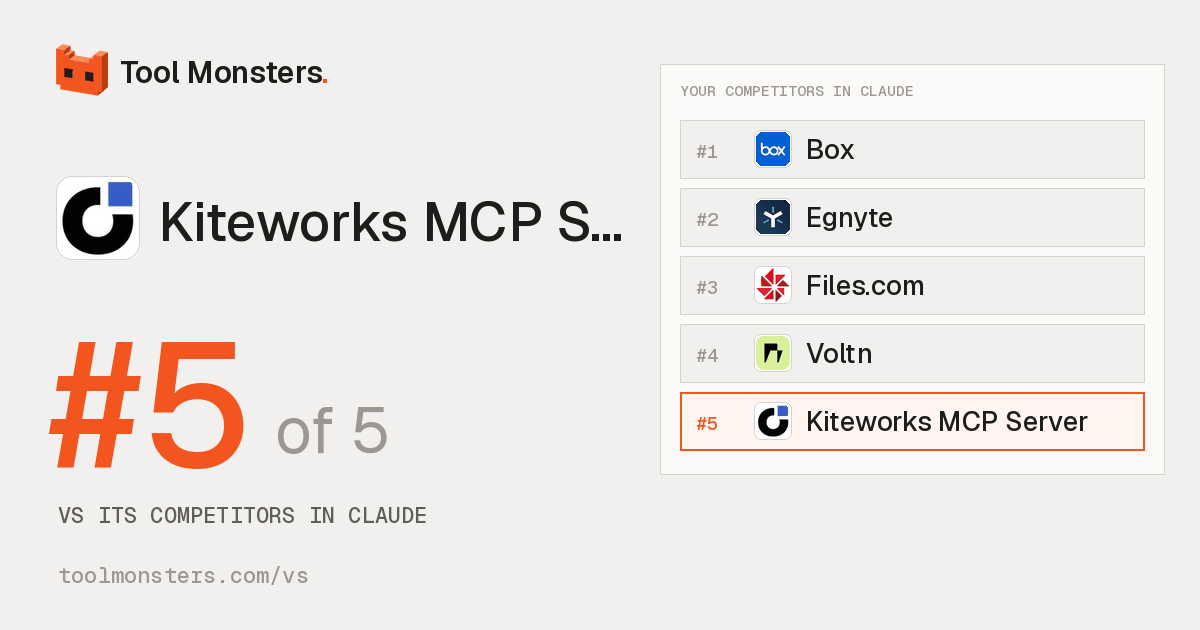 Tool Monsters.
Kiteworks MCP S...
#5 of 5
VS ITS COMPETITORS IN CLAUDE
toolmonsters.com/vs
YOUR COMPETITORS IN CLAUDE
#1 box Box
#2 Egnyte
#3 Files.com
#4 Voltn
#5 Kiteworks MCP Server